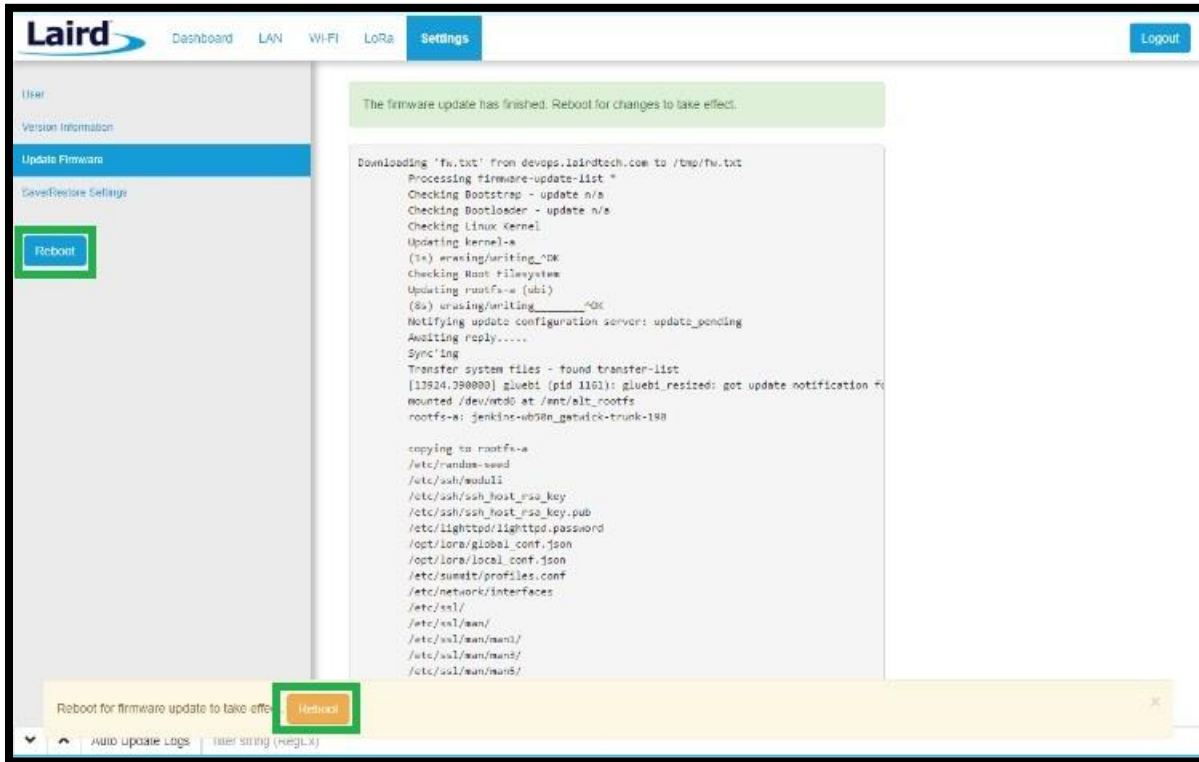 Laird
Dashboard LAN WI-FI LoRa Settings Logout
User
Version Information
Update Firmware
Save/Restore Settings
Reboot
The firmware update has finished. Reboot for changes to take effect.
Downloading 'fw.txt' from devops.lairdtech.com to /tmp/fw.txt
Processing firmware-update-list *
Checking Bootstrap - update n/a
Checking Bootloader - update n/a
Checking Linux Kernel
Updating kernel-a
(1s) erasing/writing_^OK
Checking Root Filesystem
Updating rootfs-a (ubi)
(8s) erasing/writing________^OK
Notifying update configuration server: update_pending
Awaiting reply.....
Sync'ing
Transfer system files - found transfer-list
[13924.390000] gluebi (pid 1161): gluebi_resized: got update notification fo
mounted /dev/mtd6 at /mnt/alt_rootfs
rootfs-a: jenkins-wb50n_gatwick-trunk-198
copying to rootfs-a
/etc/random-seed
/etc/ssh/moduli
/etc/ssh/ssh_host_rsa_key
/etc/ssh/ssh_host_rsa_key.pub
/etc/lighttpd/lighttpd.password
/opt/lora/global_conf.json
/opt/lora/local_conf.json
/etc/summit/profiles.conf
/etc/network/interfaces
/etc/ssl/
/etc/ssl/man/
/etc/ssl/man/man1/
/etc/ssl/man/man3/
/etc/ssl/man/man5/
Reboot for firmware update to take effec Reboot ×
Auto Update Logs filter string (RegEx)